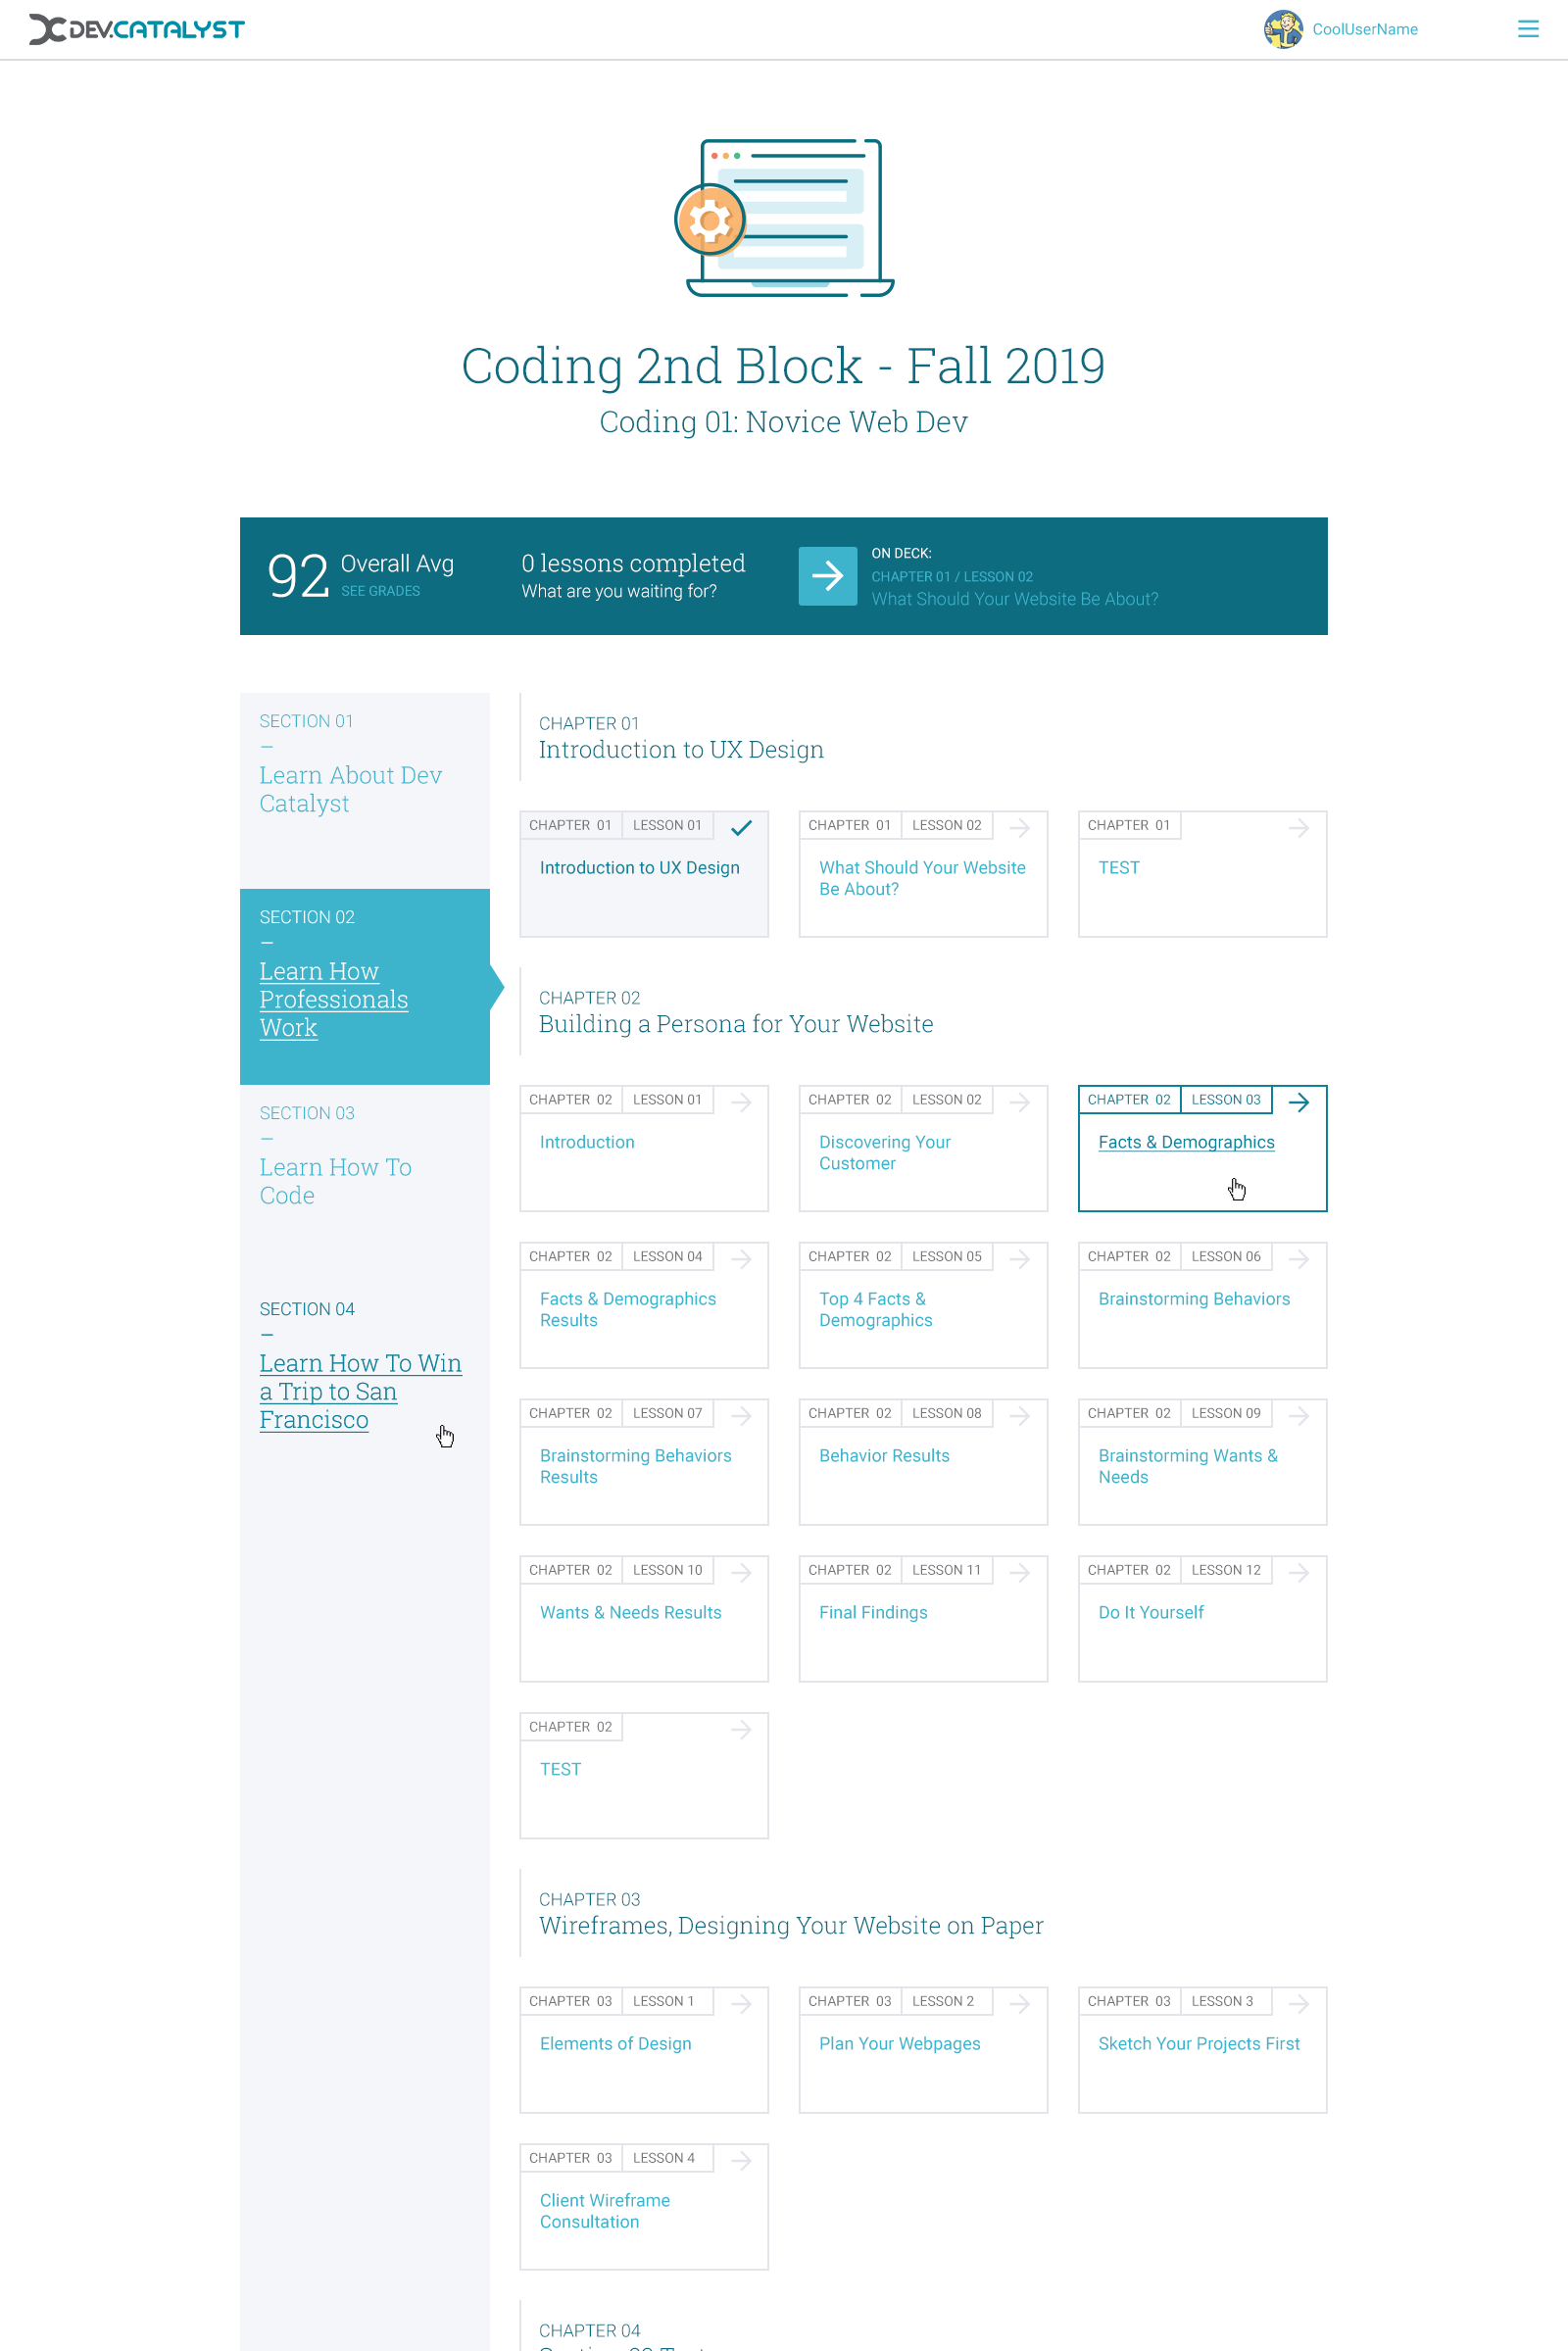 DEV.CATALYST
CoolUserName
Coding 2nd Block - Fall 2019
Coding 01: Novice Web Dev
92
Overall Avg
SEE GRADES
0 lessons completed
What are you waiting for?
ON DECK:
CHAPTER 01 / LESSON 02
What Should Your Website Be About?
SECTION 01
–
Learn About Dev
Catalyst
SECTION 02
–
Learn How
Professionals
Work
SECTION 03
–
Learn How To
Code
SECTION 04
–
Learn How To Win
a Trip to San
Francisco
CHAPTER 01
Introduction to UX Design
CHAPTER 01 LESSON 01
Introduction to UX Design
CHAPTER 01 LESSON 02
What Should Your Website
Be About?
CHAPTER 01
TEST
CHAPTER 02
Building a Persona for Your Website
CHAPTER 02 LESSON 01
Introduction
CHAPTER 02 LESSON 02
Discovering Your
Customer
CHAPTER 02 LESSON 03
Facts & Demographics
CHAPTER 02 LESSON 04
Facts & Demographics
Results
CHAPTER 02 LESSON 05
Top 4 Facts &
Demographics
CHAPTER 02 LESSON 06
Brainstorming Behaviors
CHAPTER 02 LESSON 07
Brainstorming Behaviors
Results
CHAPTER 02 LESSON 08
Behavior Results
CHAPTER 02 LESSON 09
Brainstorming Wants &
Needs
CHAPTER 02 LESSON 10
Wants & Needs Results
CHAPTER 02 LESSON 11
Final Findings
CHAPTER 02 LESSON 12
Do It Yourself
CHAPTER 02
TEST
CHAPTER 03
Wireframes, Designing Your Website on Paper
CHAPTER 03 LESSON 1
Elements of Design
CHAPTER 03 LESSON 2
Plan Your Webpages
CHAPTER 03 LESSON 3
Sketch Your Projects First
CHAPTER 03 LESSON 4
Client Wireframe
Consultation
CHAPTER 04